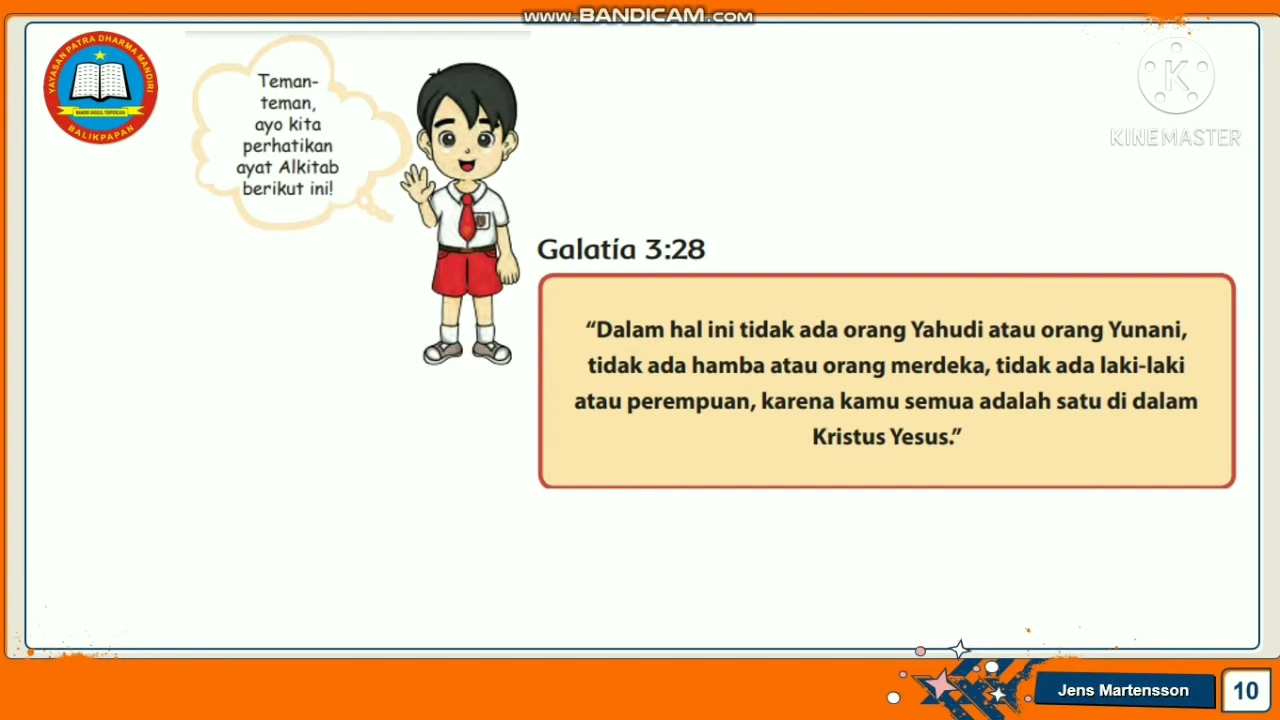 www.BANDICAM.com
YAYASAN PATRA DHARMA MANDIRI
BALIKPAPAN
Teman-
teman,
ayo kita
perhatikan
ayat Alkitab
berikut ini!
K
KINEMASTER
Galatia 3:28
“Dalam hal ini tidak ada orang Yahudi atau orang Yunani,
tidak ada hamba atau orang merdeka, tidak ada laki-laki
atau perempuan, karena kamu semua adalah satu di dalam
Kristus Yesus.”
Jens Martensson
10